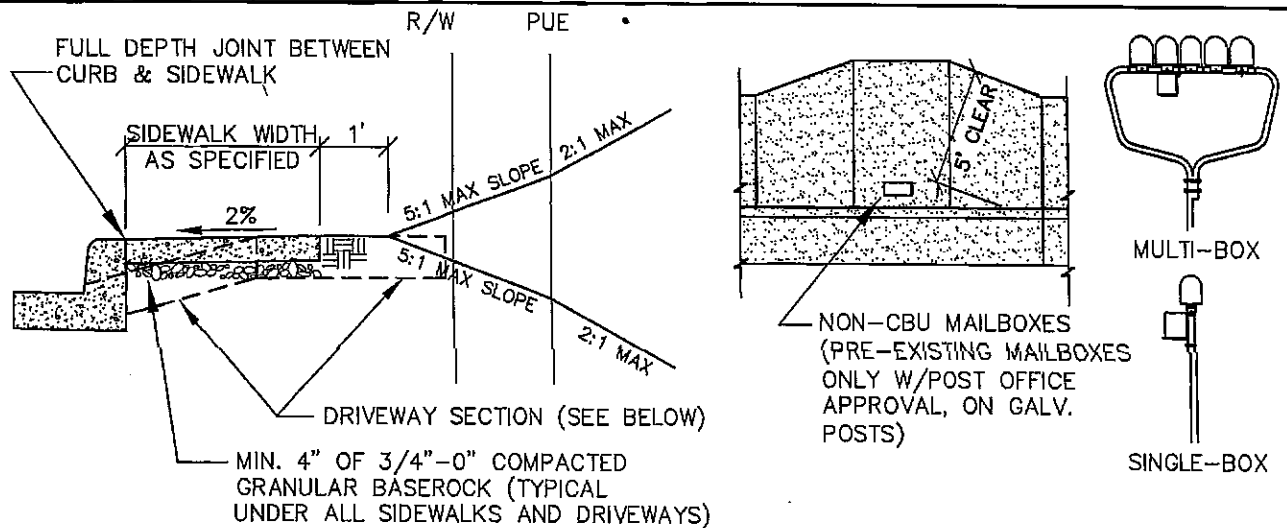 R/W
PUE
FULL DEPTH JOINT BETWEEN
CURB & SIDEWALK
SIDEWALK WIDTH
AS SPECIFIED
1'
2%
5:1 MAX SLOPE
2:1 MAX
5:1 MAX SLOPE
2:1 MAX
DRIVEWAY SECTION (SEE BELOW)
MIN. 4" OF 3/4"-0" COMPACTED
GRANULAR BASEROCK (TYPICAL
UNDER ALL SIDEWALKS AND DRIVEWAYS)
5' CLEAR
NON-CBU MAILBOXES
(PRE-EXISTING MAILBOXES
ONLY W/POST OFFICE
APPROVAL, ON GALV.
POSTS)
MULTI-BOX
SINGLE-BOX